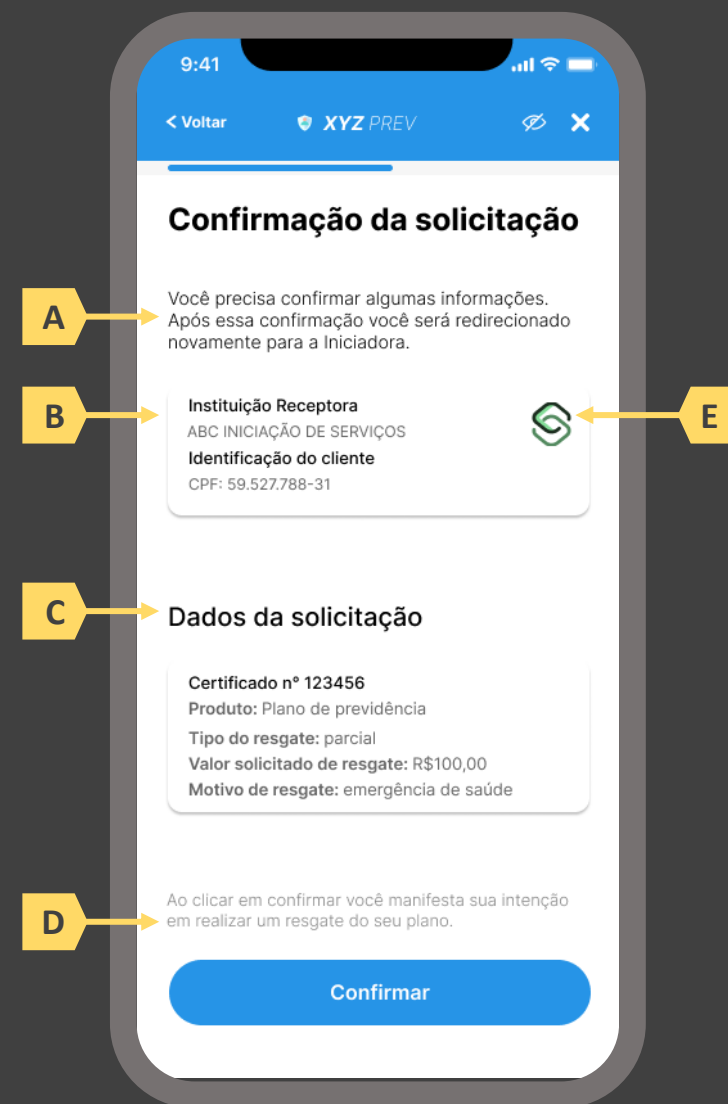 9:41
< Voltar
XYZ PREV
Confirmação da solicitação
A
Você precisa confirmar algumas informações.
Após essa confirmação você será redirecionado
novamente para a Iniciadora.
B
Instituição Receptora
E
ABC INICIAÇÃO DE SERVIÇOS
Identificação do cliente
CPF: 59.527.788-31
C
Dados da solicitação
Certificado nº 123456
Produto: Plano de previdência
Tipo do resgate: parcial
Valor solicitado de resgate: R$100,00
Motivo de resgate: emergência de saúde
D
Ao clicar em confirmar você manifesta sua intenção
em realizar um resgate do seu plano.
Confirmar